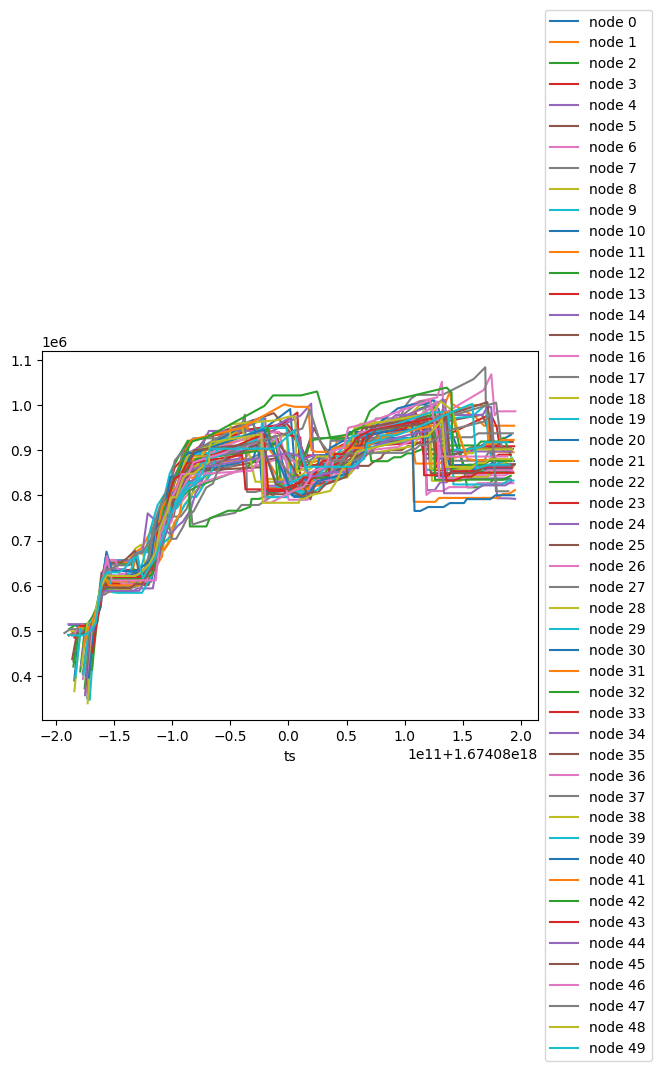 1e6
1.1
1.0
0.9
0.8
0.7
0.6
0.5
0.4
−2.0 −1.5 −1.0 −0.5 0.0 0.5 1.0 1.5 2.0
1e11+1.67408e18
ts
node 0
node 1
node 2
node 3
node 4
node 5
node 6
node 7
node 8
node 9
node 10
node 11
node 12
node 13
node 14
node 15
node 16
node 17
node 18
node 19
node 20
node 21
node 22
node 23
node 24
node 25
node 26
node 27
node 28
node 29
node 30
node 31
node 32
node 33
node 34
node 35
node 36
node 37
node 38
node 39
node 40
node 41
node 42
node 43
node 44
node 45
node 46
node 47
node 48
node 49